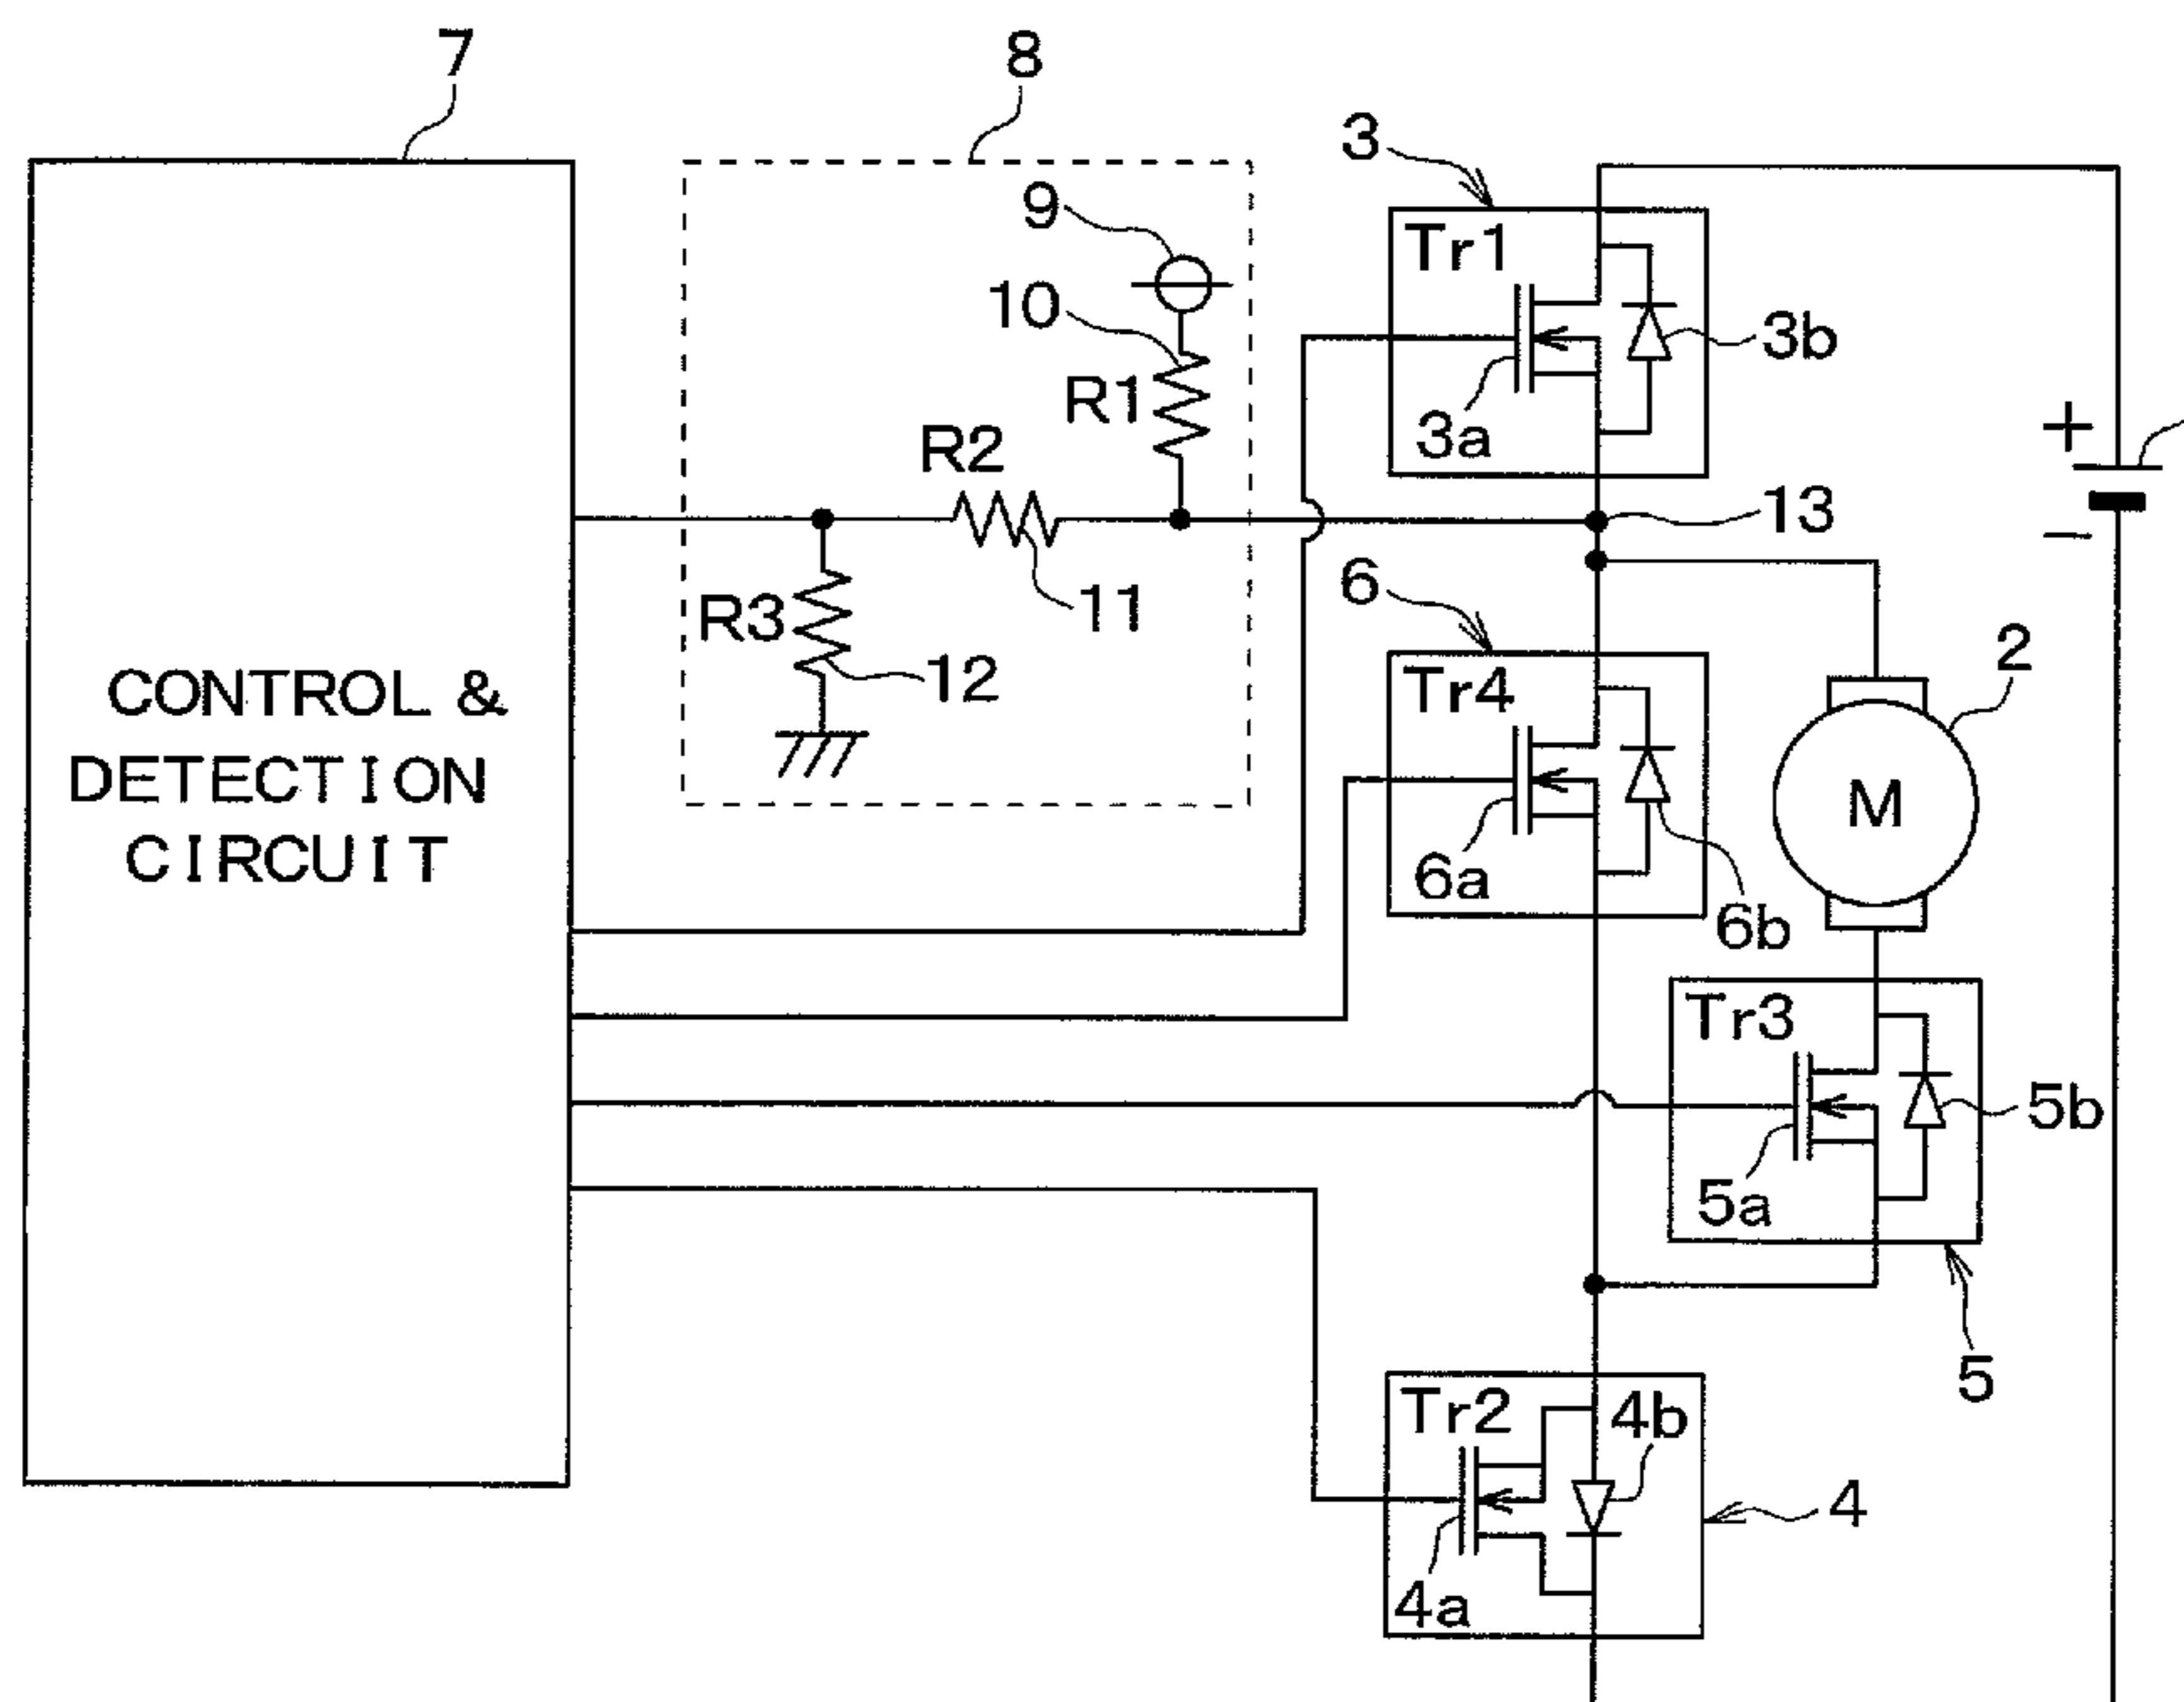 7
8
3
9
Tr1
10
3b
R1
3a
R2
+
13
−
6
11
R3
2
12
Tr4
CONTROL &
DETECTION
CIRCUIT
M
6a
6b
Tr3
5b
5a
5
Tr2
4b
4
4a